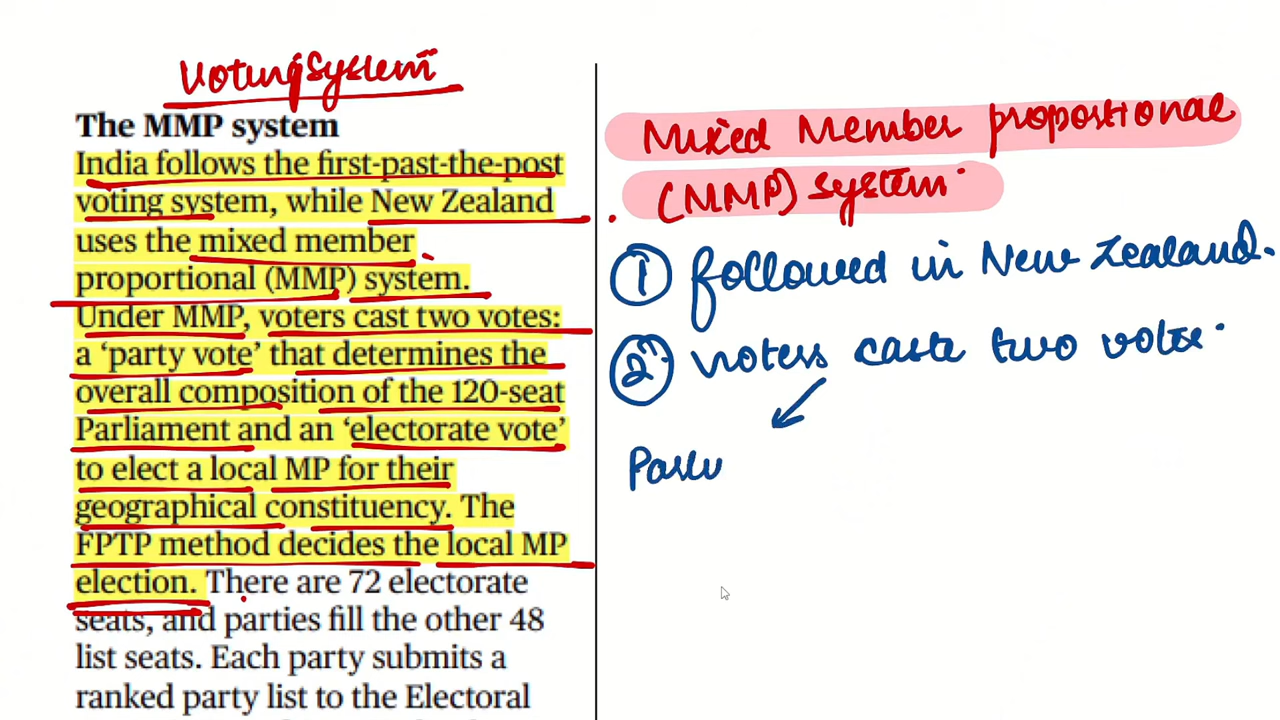 Voting System
The MMP system
India follows the first-past-the-post
voting system, while New Zealand
uses the mixed member
proportional (MMP) system.
Under MMP, voters cast two votes:
a ‘party vote’ that determines the
overall composition of the 120-seat
Parliament and an ‘electorate vote’
to elect a local MP for their
geographical constituency. The
FPTP method decides the local MP
election. There are 72 electorate
seats, and parties fill the other 48
list seats. Each party submits a
ranked party list to the Electoral
Mixed Member proportional
(MMP) system.
① followed in New Zealand.
② voters caste two